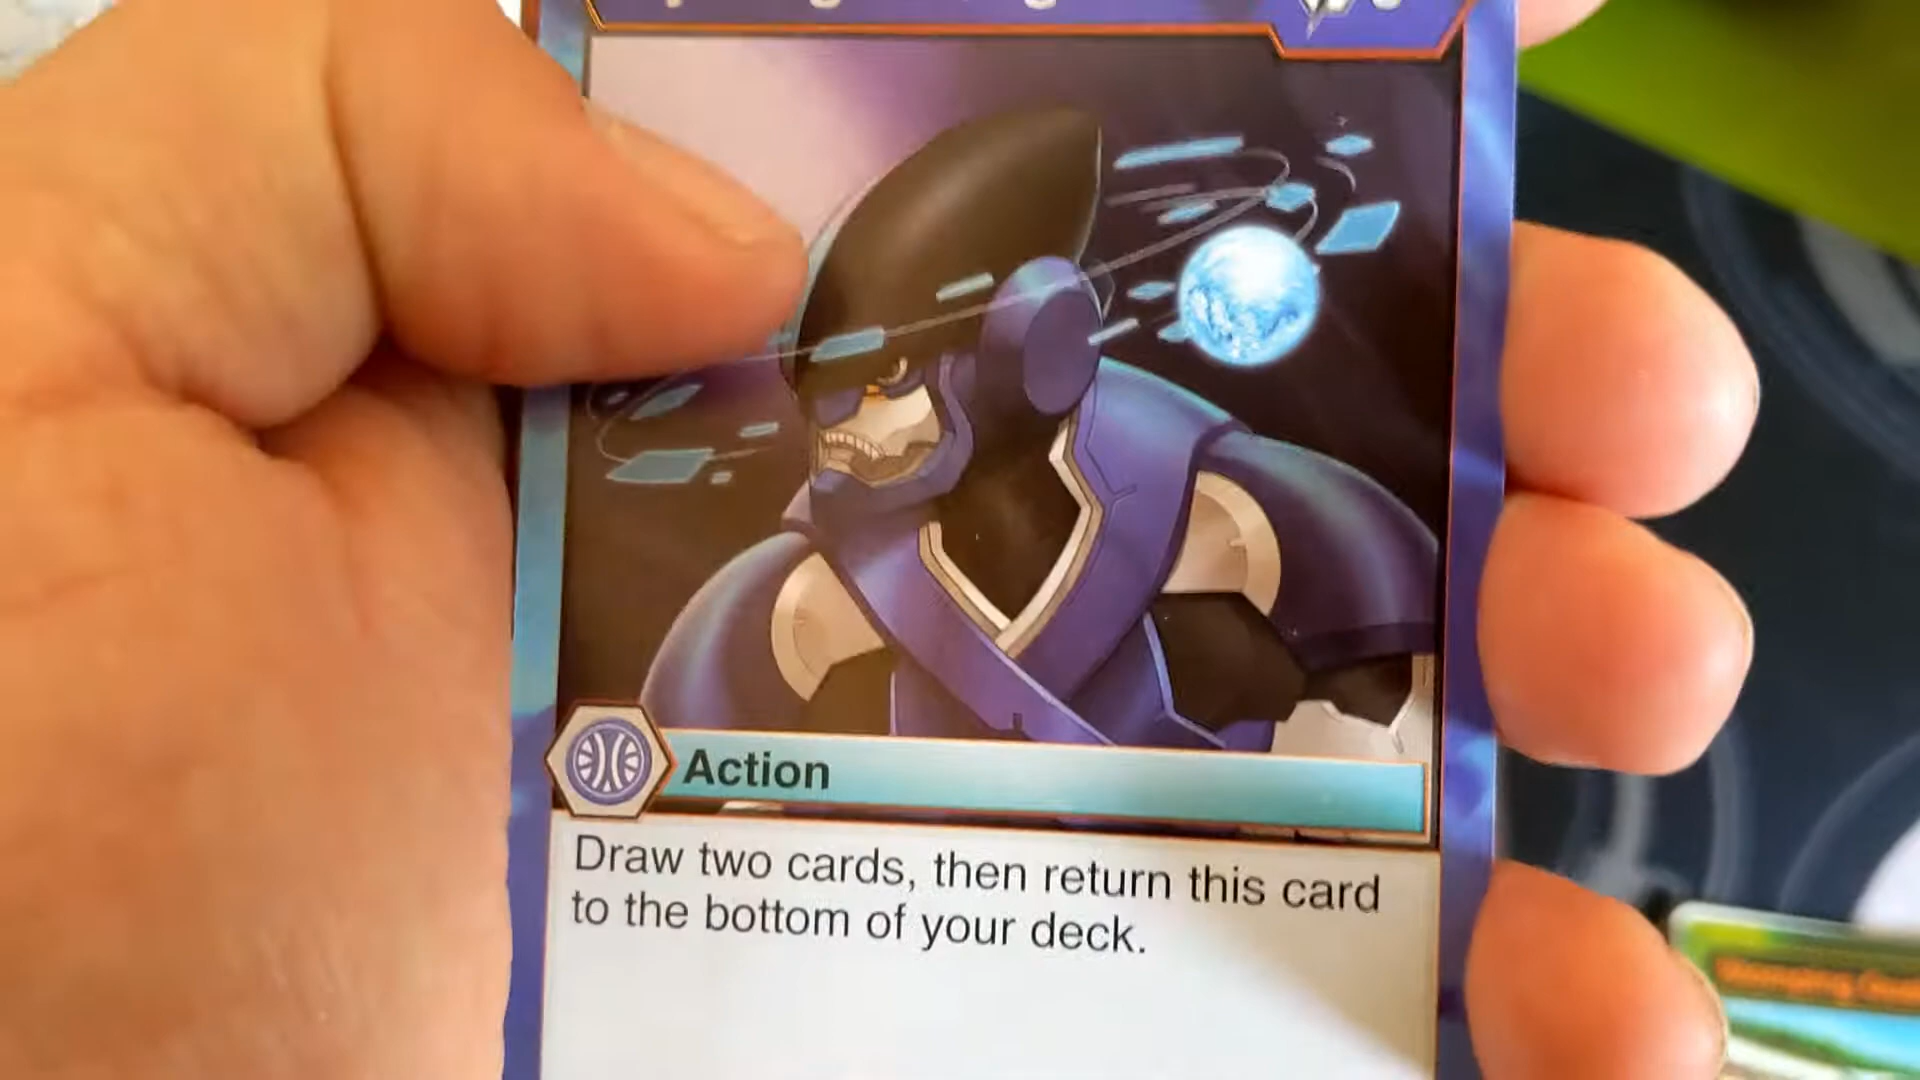 Action
Draw two cards, then return this card
to the bottom of your deck.